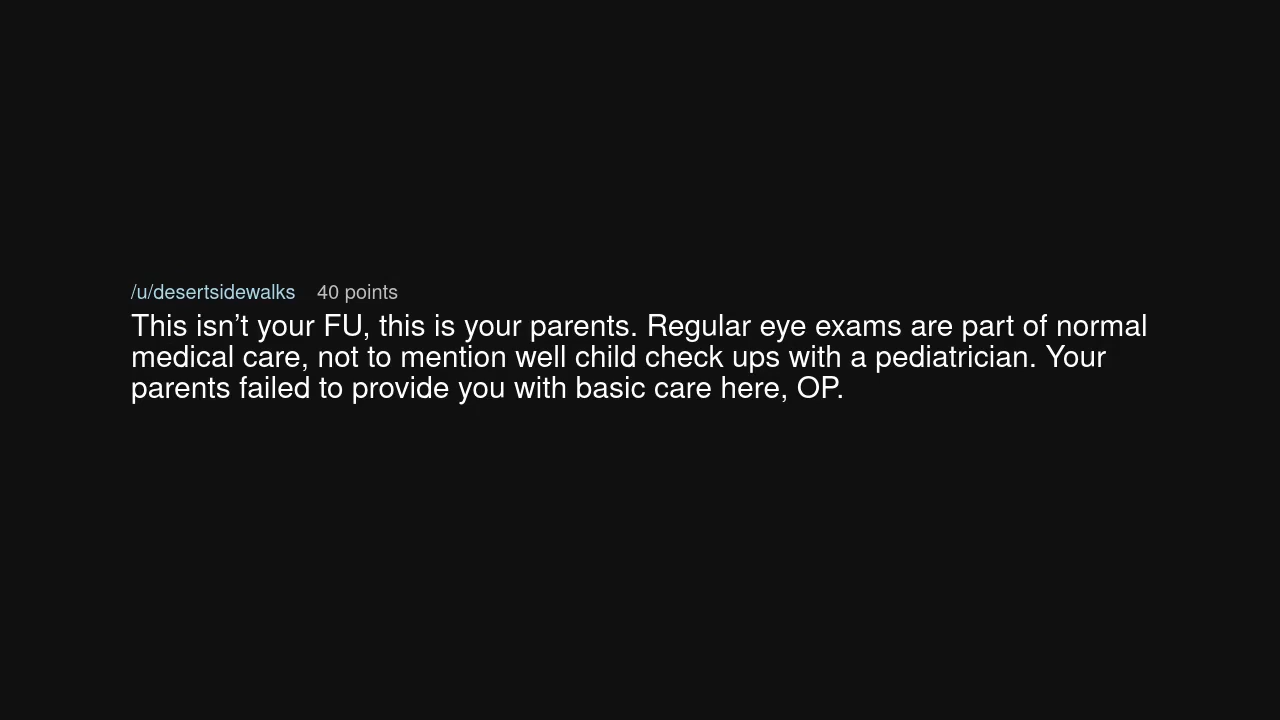 /u/desertsidewalks 40 points
This isn’t your FU, this is your parents. Regular eye exams are part of normal
medical care, not to mention well child check ups with a pediatrician. Your
parents failed to provide you with basic care here, OP.